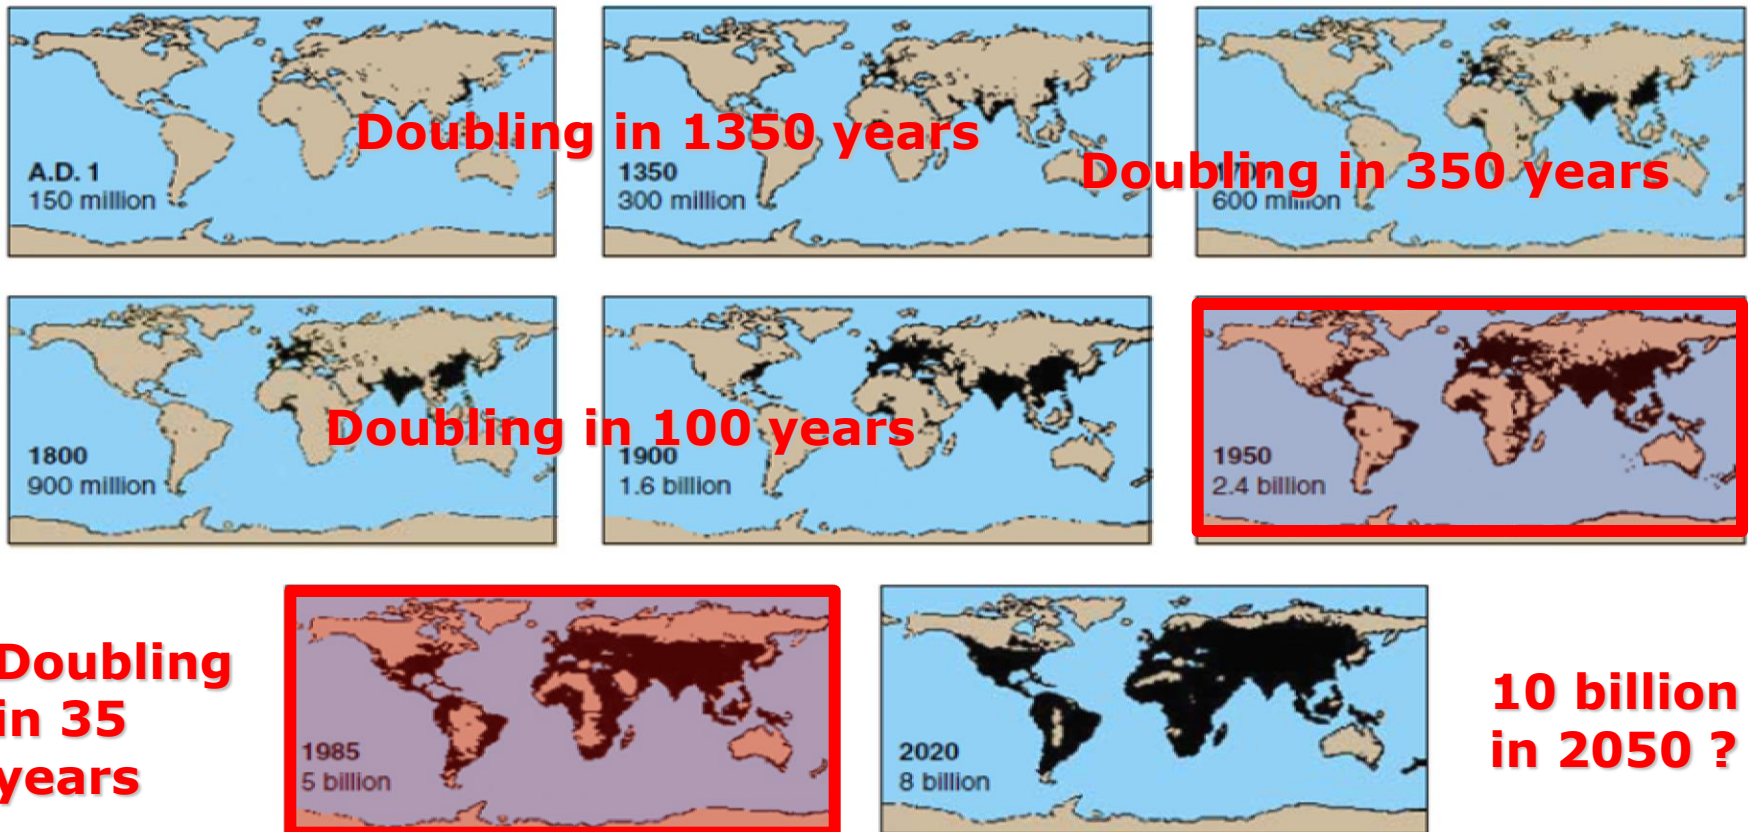 Doubling in 1350 years
Doubling in 350 years
A.D. 1
150 million
1350
300 million
600 million
Doubling in 100 years
1800
900 million
1900
1.6 billion
1950
2.4 billion
Doubling
in 35
years
1985
5 billion
2020
8 billion
10 billion
in 2050 ?